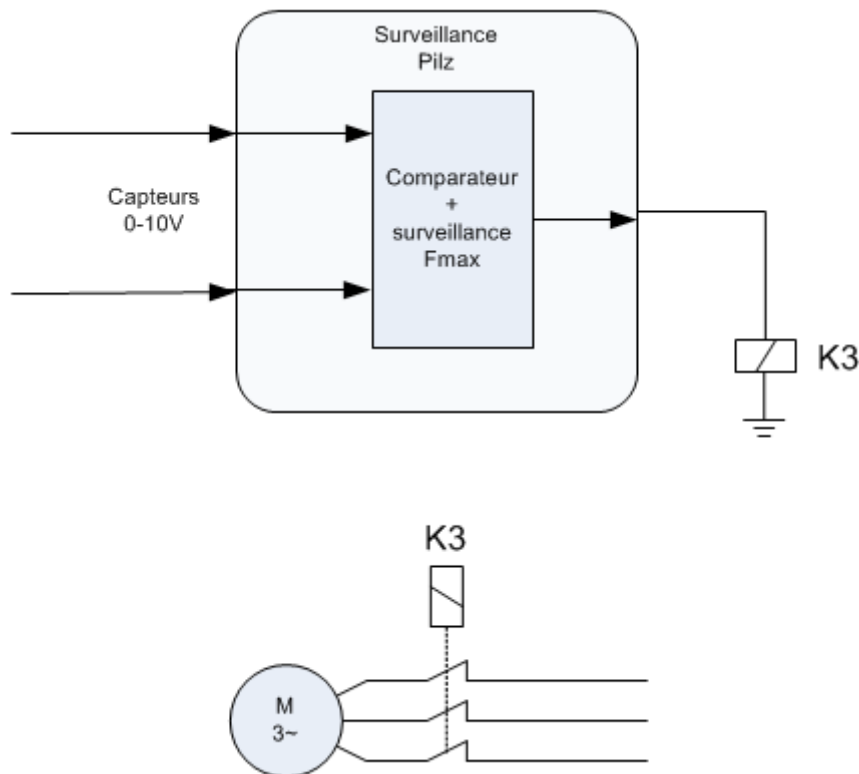 Surveillance
Pilz
Capteurs
0-10V
Comparateur
+
surveillance
Fmax
K3
K3
M
3~